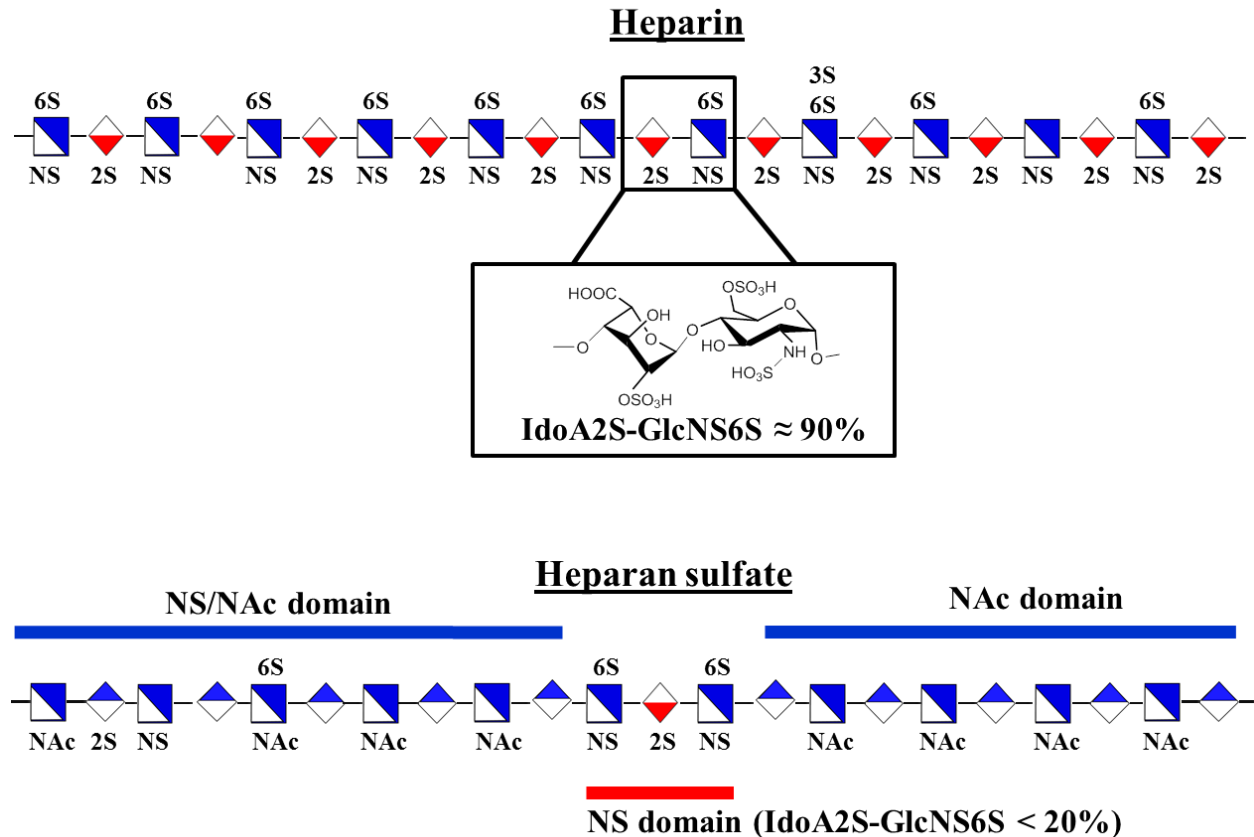 Heparin
3S
6S 6S 6S 6S 6S 6S 6S 6S 6S 6S
NS 2S NS NS 2S NS 2S NS 2S NS 2S NS 2S NS 2S NS 2S NS 2S NS 2S
HOOC
OSO₃H
O
OH
O
O
O
HO
NH
O
HO₃S
OSO₃H
IdoA2S-GlcNS6S ≈ 90%
Heparan sulfate
NS/NAc domain
NAc domain
6S 6S 6S
NAc 2S NS NAc NAc NAc NS 2S NS NAc NAc NAc NAc
NS domain (IdoA2S-GlcNS6S < 20%)